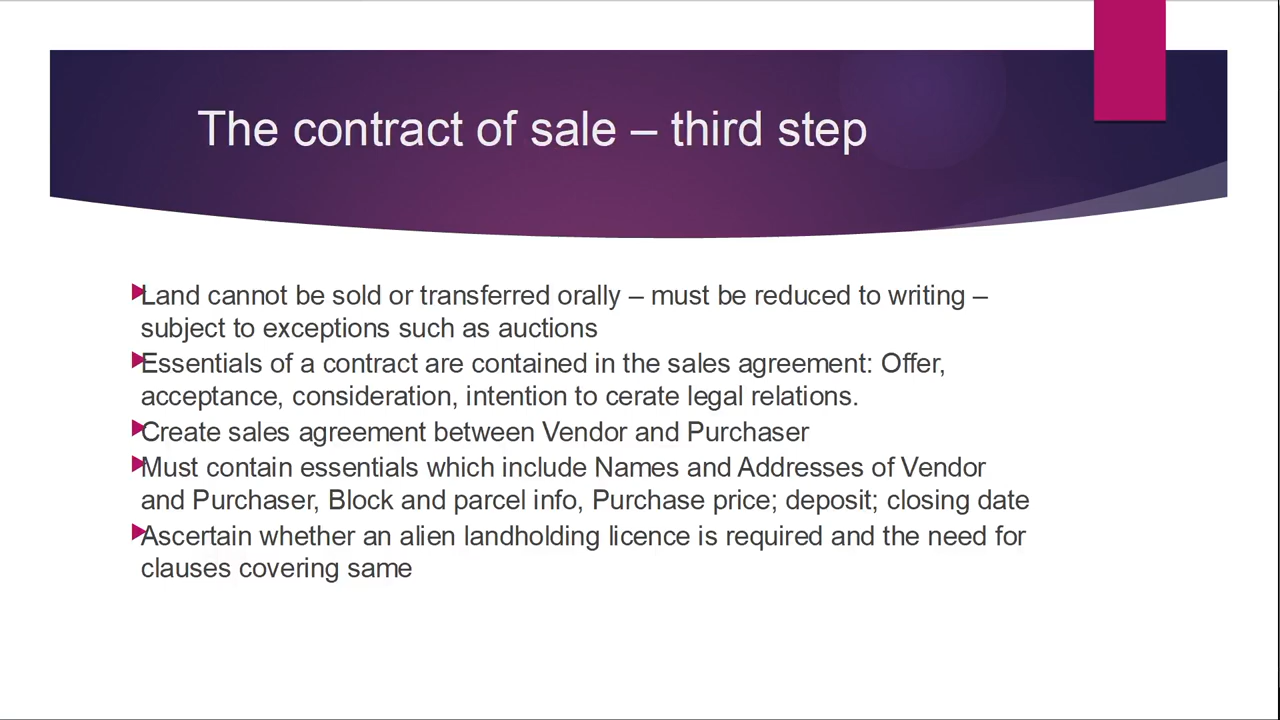 The contract of sale – third step
Land cannot be sold or transferred orally – must be reduced to writing –
subject to exceptions such as auctions
Essentials of a contract are contained in the sales agreement: Offer,
acceptance, consideration, intention to cerate legal relations.
Create sales agreement between Vendor and Purchaser
Must contain essentials which include Names and Addresses of Vendor
and Purchaser, Block and parcel info, Purchase price; deposit; closing date
Ascertain whether an alien landholding licence is required and the need for
clauses covering same